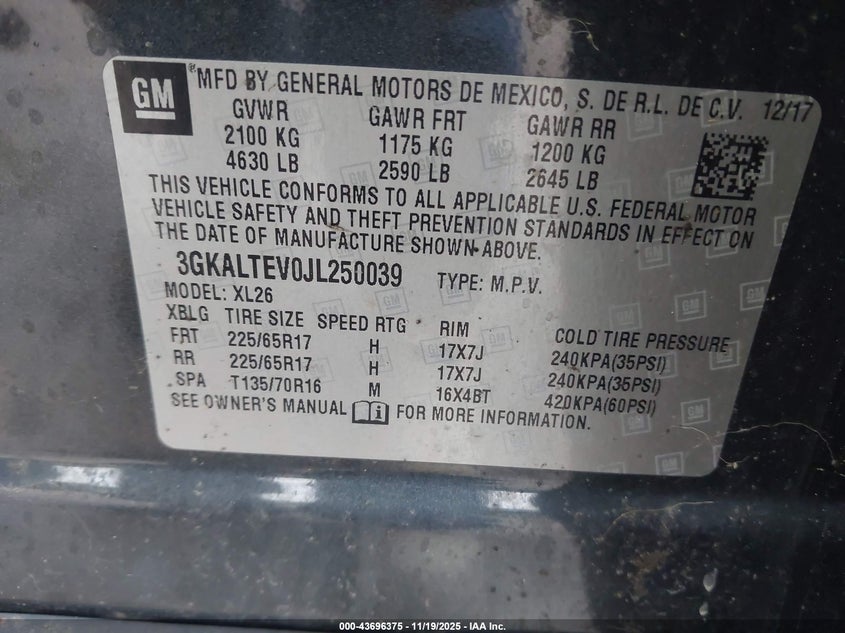 GM
®MFD BY GENERAL MOTORS DE MEXICO, S. DE R.L. DE C.V. 12/17
GVWR GAWR FRT GAWR RR
2100 KG 1175 KG 1200 KG
4630 LB 2590 LB 2645 LB
THIS VEHICLE CONFORMS TO ALL APPLICABLE U.S. FEDERAL MOTOR
VEHICLE SAFETY AND THEFT PREVENTION STANDARDS IN EFFECT ON
THE DATE OF MANUFACTURE SHOWN ABOVE.
3GKALTEV0JL250039 TYPE: M.P.V.
MODEL: XL26
XBLG TIRE SIZE SPEED RTG RIM COLD TIRE PRESSURE
FRT 225/65R17 H 17X7J 240KPA(35PSI)
RR 225/65R17 H 17X7J 240KPA(35PSI)
SPA T135/70R16 M 16X4BT 420KPA(60PSI)
SEE OWNER'S MANUAL i FOR MORE INFORMATION.
000-43696375 - 11/19/2025 - IAA Inc.